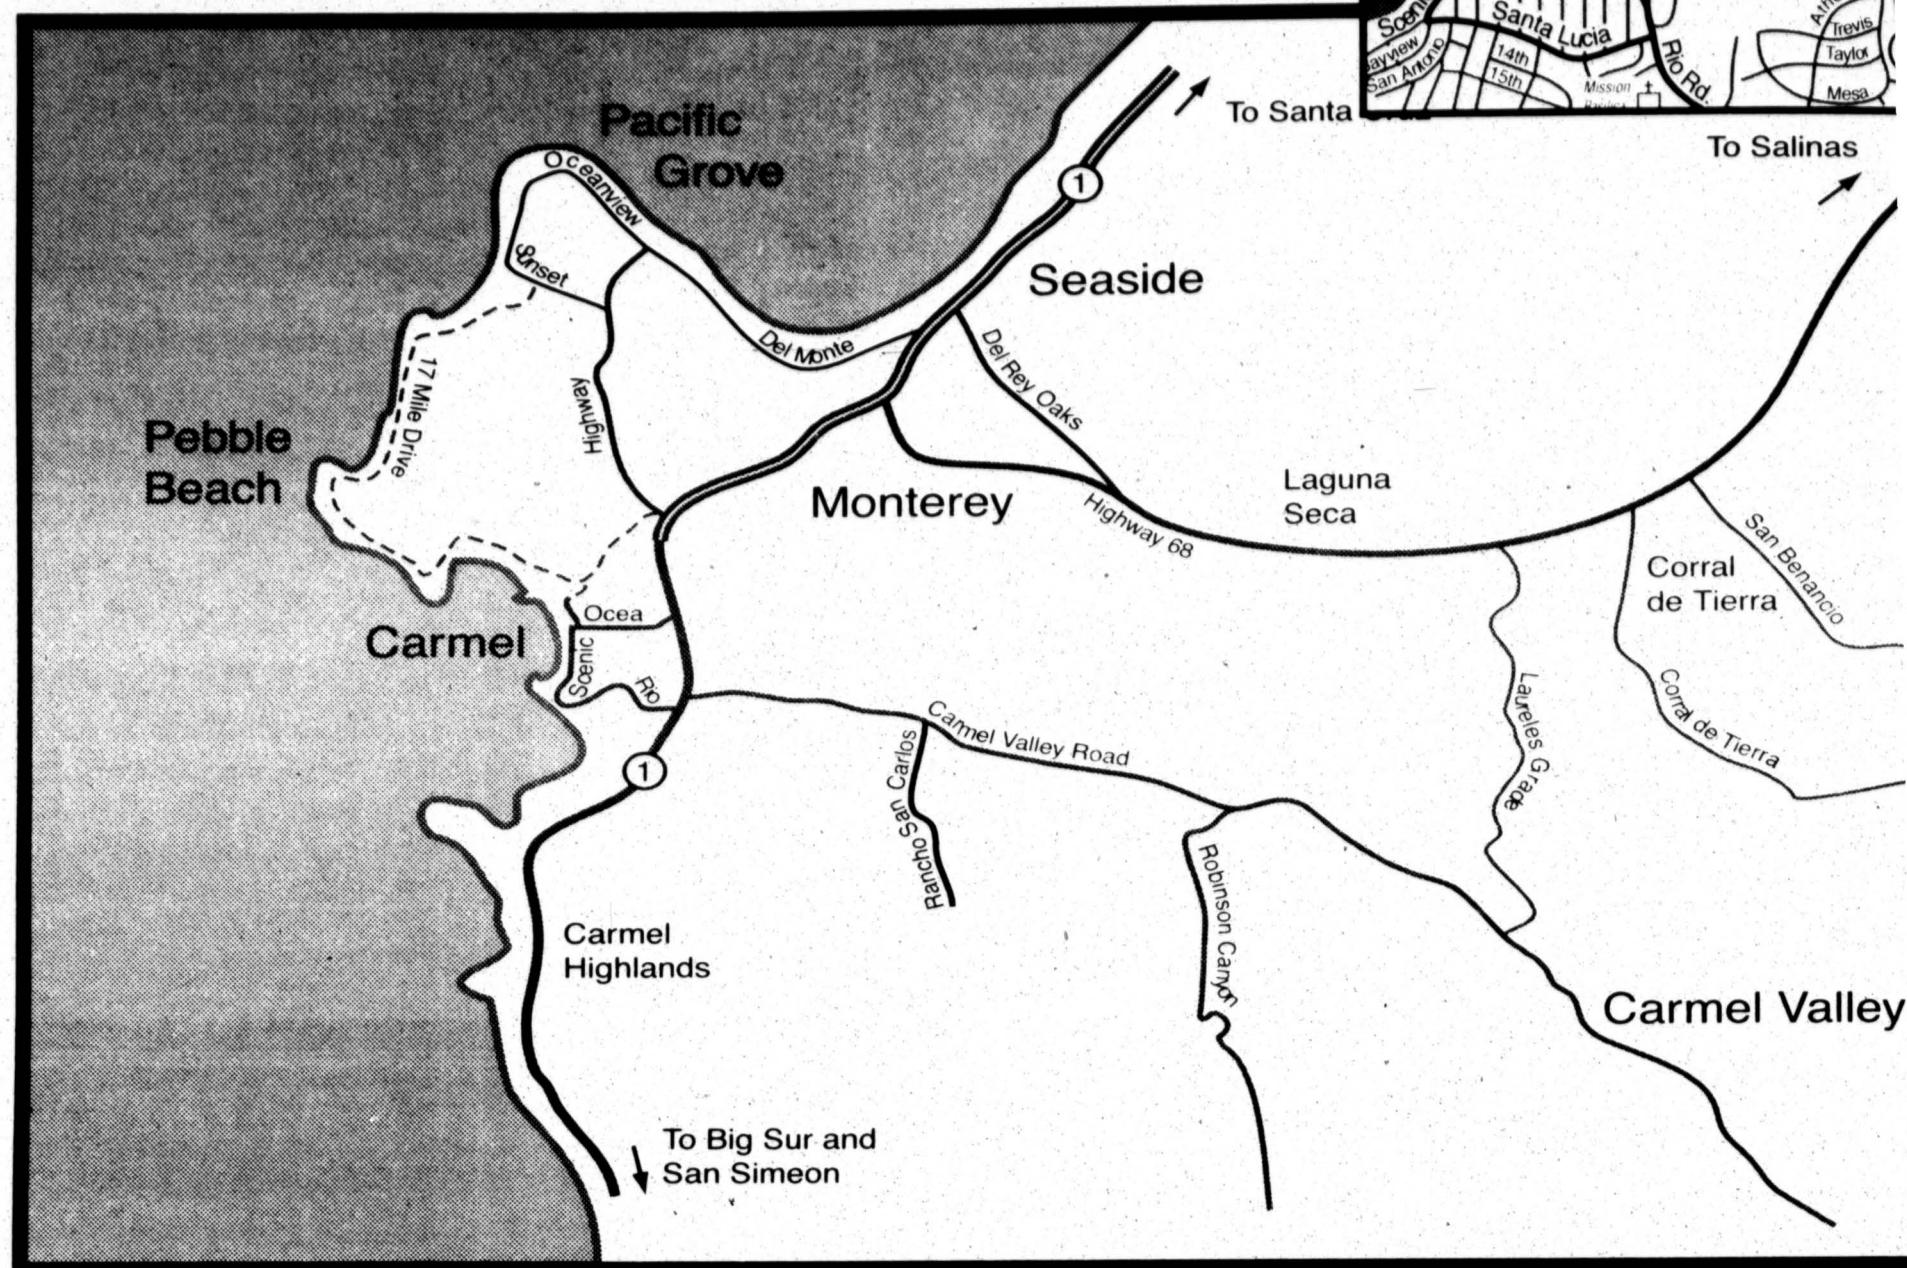 Scenic
Santa Lucia
San Antonio
14th
15th
Mission
Rio Rd.
Trevis
Taylor
Mesa
To Santa
To Salinas
Pacific
Grove
Oceanview
1
Sunset
Seaside
Del Monte
Del Rey Oaks
17 Mile Drive
Highway
Pebble
Beach
Monterey
Highway 68
Laguna
Seca
San Benancio
Corral
de Tierra
Ocea
Carmel
Scenic
Rio
Carmel Valley Road
Rancho San Carlos
Laureles Grade
Corral de Tierra
1
Robinson Canyon
Carmel
Highlands
Carmel Valley
To Big Sur and
San Simeon